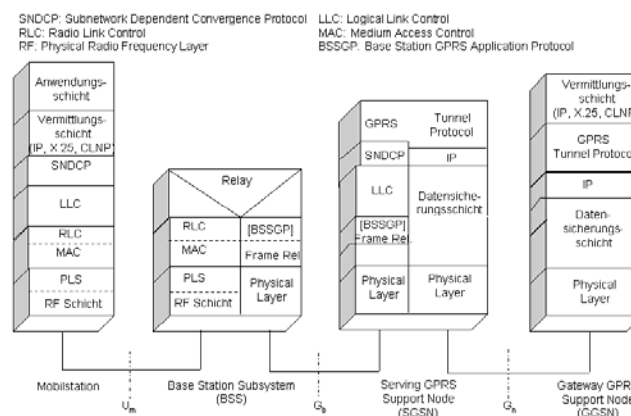 SNDCP: Subnetwork Dependent Convergence Protocol
LLC: Logical Link Control
RLC: Radio Link Control
MAC: Medium Access Control
RF: Physical Radio Frequency Layer
BSSGP: Base Station GPRS Application Protocol
Anwendungs-
schicht
Vermittlungs-
schicht
(IP, X.25, CLNP)
SNDCP
LLC
RLC
MAC
PLS
RF Schicht
Relay
RLC
MAC
PLS
RF Schicht
[BSSGP]
Frame Rel
Physical
Layer
GPRS
SNDCP
LLC
[BSSGP]
Frame Rel.
Physical
Layer
Tunnel
Protocol
IP
Datensiche-
rungsschicht
Physical
Layer
Vermittlungs-
schicht
(IP, X.25, CLNP
GPRS
Tunnel Protoco
IP
Daten-
sicherungs-
schicht
Physical
Layer
Mobilstation
Um
Base Station Subsystem
(BSS)
Gb
Serving GPRS
Support Node
(SGSN)
Gn
Gateway GPR
Support Node
(GGSN)